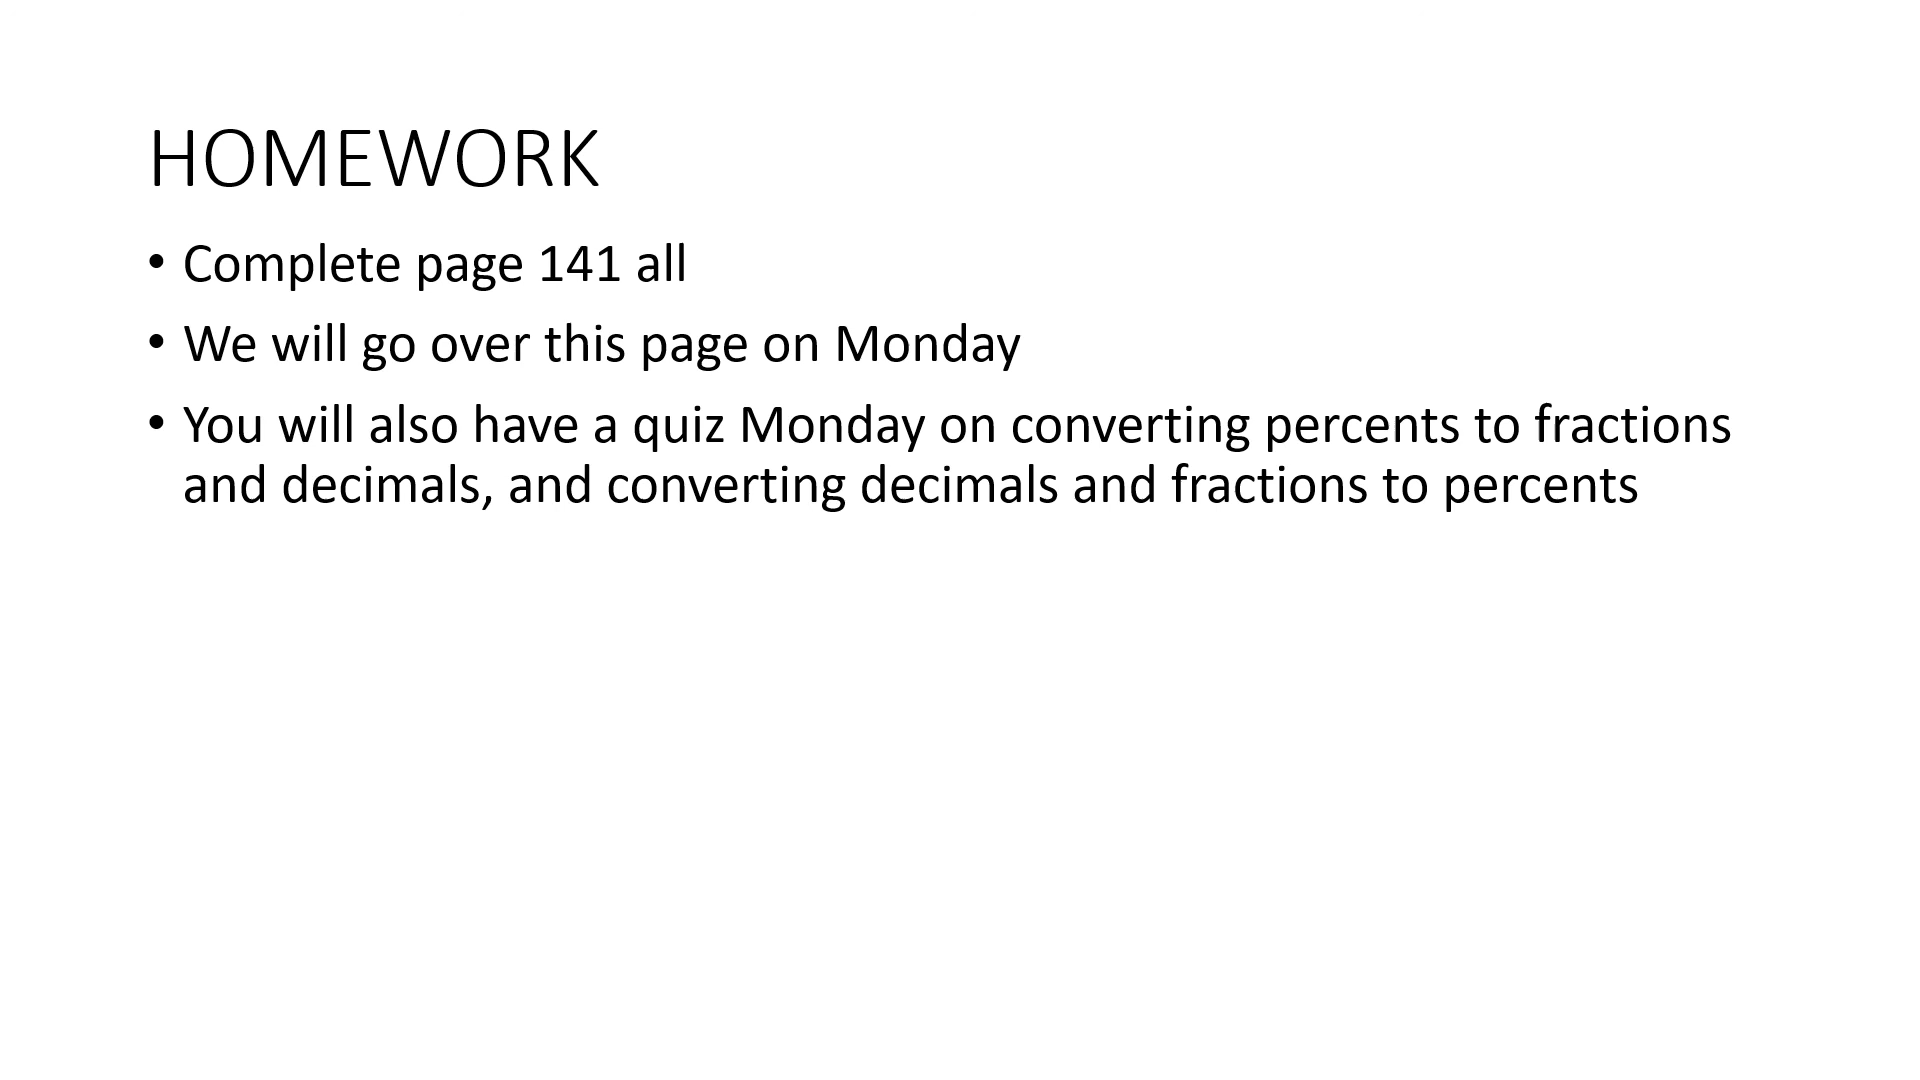 HOMEWORK
• Complete page 141 all
• We will go over this page on Monday
• You will also have a quiz Monday on converting percents to fractions
and decimals, and converting decimals and fractions to percents